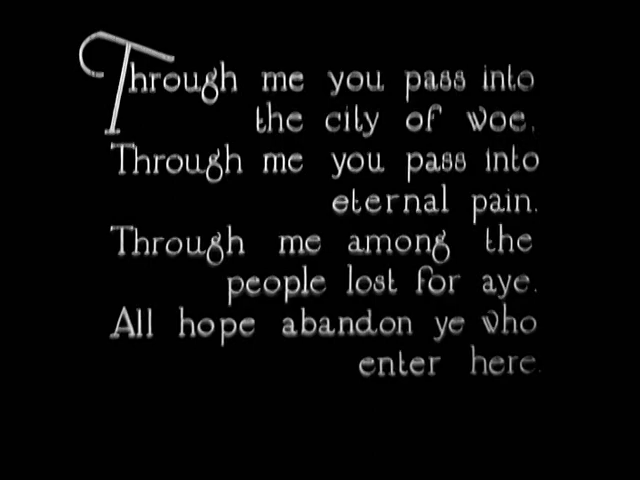 Through me you pass into
the city of woe.
Through me you pass into
eternal pain.
Through me among the
people lost for aye.
All hope abandon ye who
enter here.